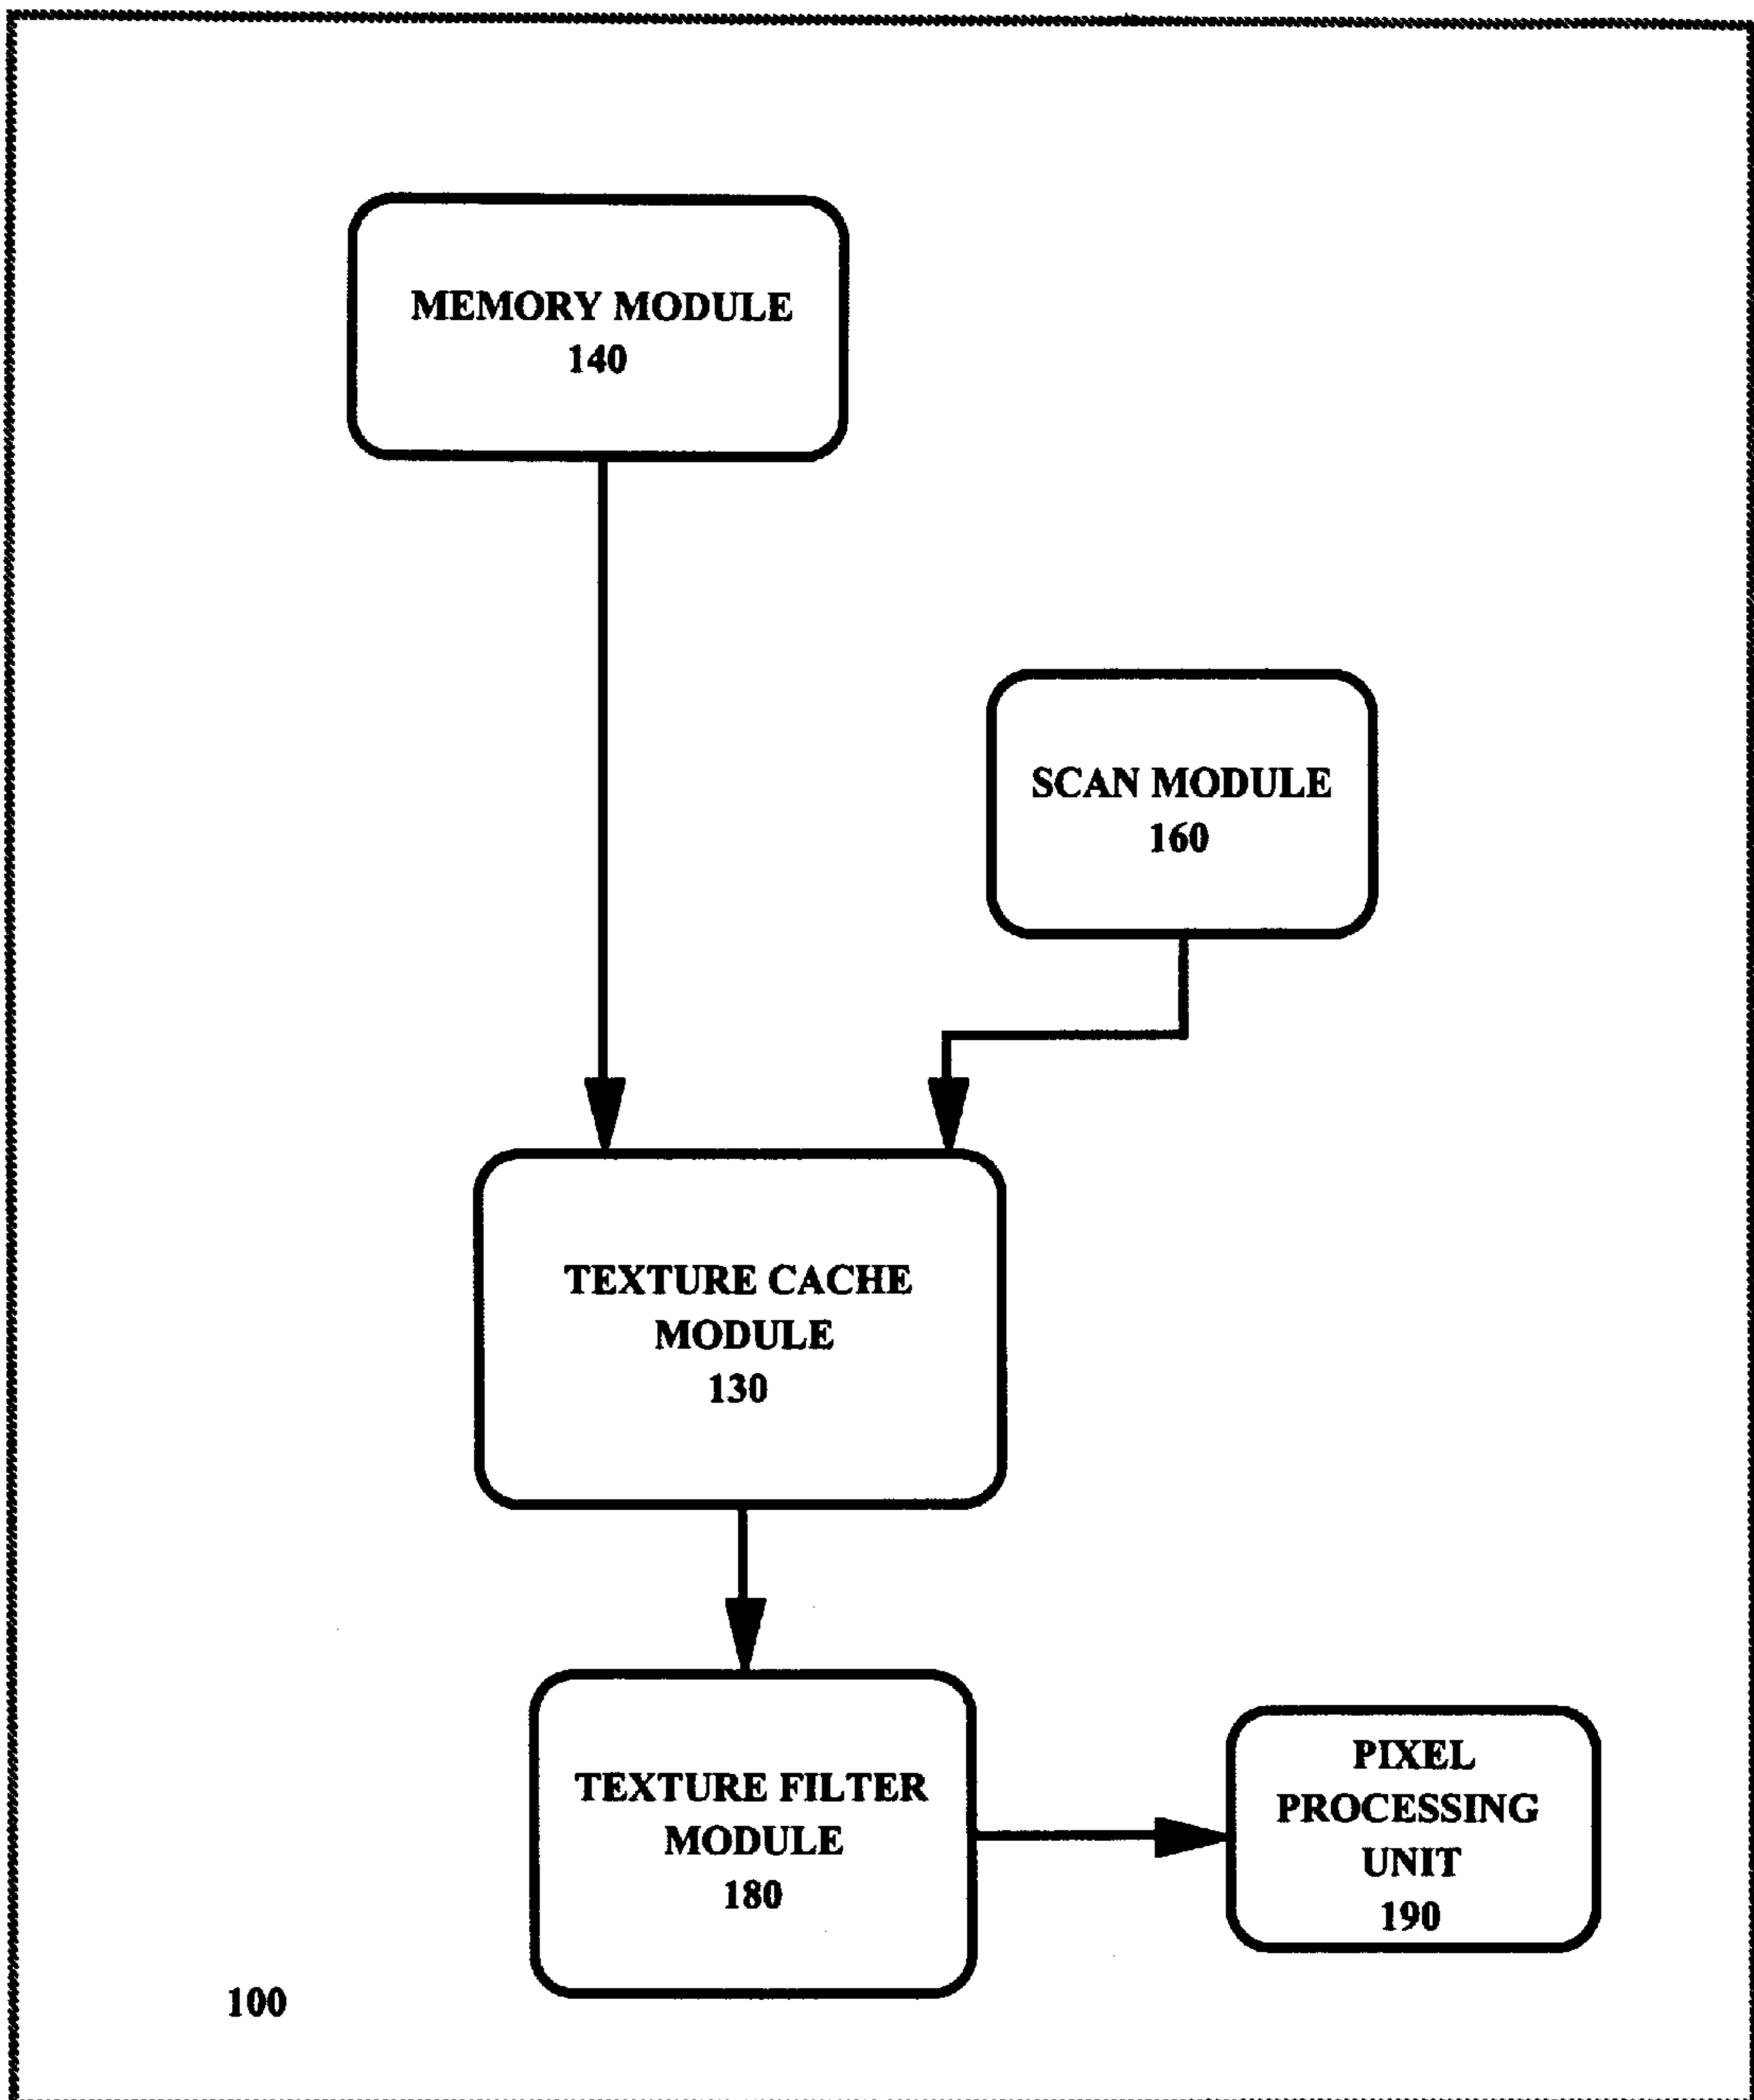 MEMORY MODULE
140
SCAN MODULE
160
TEXTURE CACHE
MODULE
130
TEXTURE FILTER
MODULE
180
PIXEL
PROCESSING
UNIT
190
100